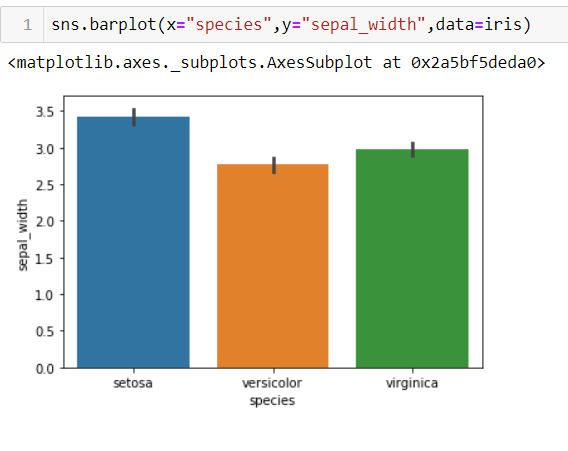 1 sns.barplot(x="species",y="sepal_width",data=iris)
<matplotlib.axes._subplots.AxesSubplot at 0x2a5bf5deda0>
3.5
3.0
2.5
2.0
1.5
1.0
0.5
0.0
sepal_width
setosa versicolor virginica
species